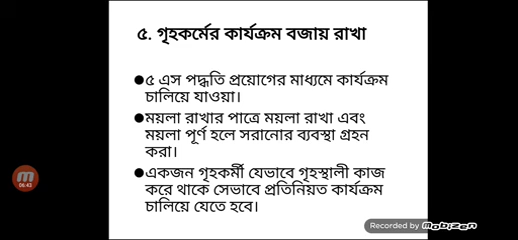 ৫. গৃহকর্মের কার্যক্রম বজায় রাখা
●৫ এস পদ্ধতি প্রয়োগের মাধ্যমে কার্যক্রম
চালিয়ে যাওয়া।
●ময়লা রাখার পাত্রে ময়লা রাখা এবং
ময়লা পূর্ণ হলে সরানোর ব্যবস্থা গ্রহন
করা।
●একজন গৃহকর্মী যেভাবে গৃহস্থালী কাজ
করে থাকে সেভাবে প্রতিনিয়ত কার্যক্রম
চালিয়ে যেতে হবে।
06:43
Recorded by Mobizen